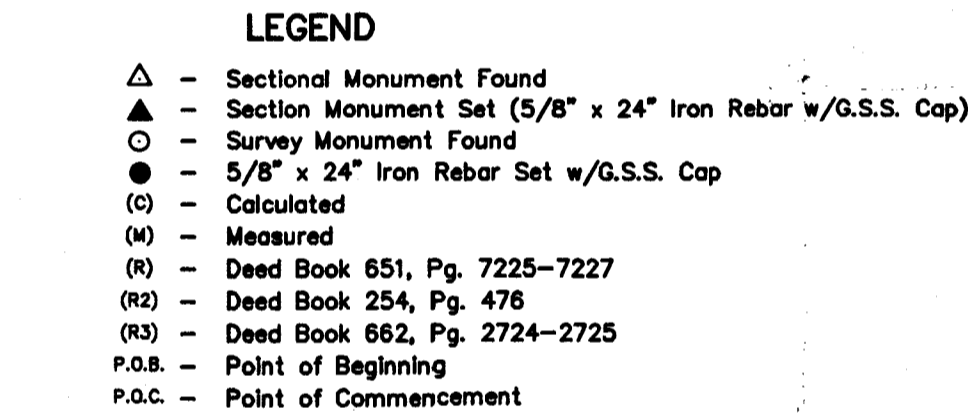 LEGEND
△ - Sectional Monument Found
▲ - Section Monument Set (5/8" x 24" Iron Rebar w/G.S.S. Cap)
⊙ - Survey Monument Found
● - 5/8" x 24" Iron Rebar Set w/G.S.S. Cap
(C) - Calculated
(M) - Measured
(R) - Deed Book 651, Pg. 7225-7227
(R2) - Deed Book 254, Pg. 476
(R3) - Deed Book 662, Pg. 2724-2725
P.O.B. - Point of Beginning
P.O.C. - Point of Commencement